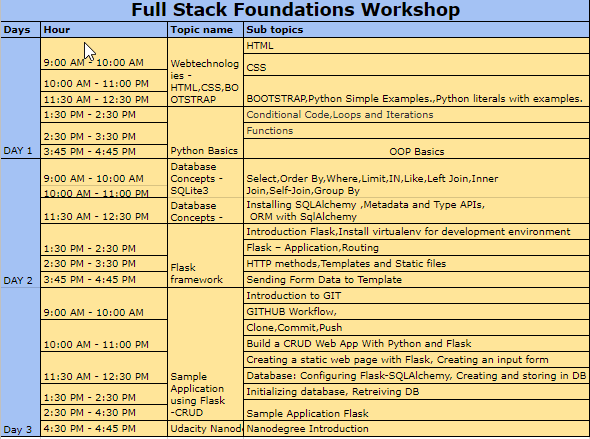 Full Stack Foundations Workshop
Days Hour Topic name Sub topics
HTML
9:00 AM - 10:00 AM CSS
10:00 AM - 11:00 PM
11:30 AM - 12:30 PM BOOTSTRAP,Python Simple Examples.,Python literals with examples.
Webtechnolog
ies -
HTML,CSS,BO
OTSTRAP
1:30 PM - 2:30 PM Conditional Code,Loops and Iterations
2:30 PM - 3:30 PM Functions
DAY 1 3:45 PM - 4:45 PM Python Basics OOP Basics
9:00 AM - 10:00 AM
10:00 AM - 11:00 PM
Database
Concepts -
SQLite3
Select,Order By,Where,Limit,IN,Like,Left Join,Inner
Join,Self-Join,Group By
11:30 AM - 12:30 PM
Database
Concepts -
Installing SQLAlchemy ,Metadata and Type APIs,
ORM with SqlAlchemy
Introduction Flask,Install virtualenv for development environment
1:30 PM - 2:30 PM Flask – Application,Routing
2:30 PM - 3:30 PM HTTP methods,Templates and Static files
DAY 2 3:45 PM - 4:45 PM Sending Form Data to Template
Flask
framework
Introduction to GIT
9:00 AM - 10:00 AM GITHUB Workflow,
Clone,Commit,Push
10:00 AM - 11:00 PM Build a CRUD Web App With Python and Flask
Creating a static web page with Flask, Creating an input form
11:30 AM - 12:30 PM Database: Configuring Flask-SQLAlchemy, Creating and storing in DB
1:30 PM - 2:30 PM Initializing database, Retreiving DB
2:30 PM - 4:30 PM Sample Application Flask
Sample
Application
using Flask
-CRUD
Day 3 4:30 PM - 4:45 PM Udacity Nanod Nanodegree Introduction